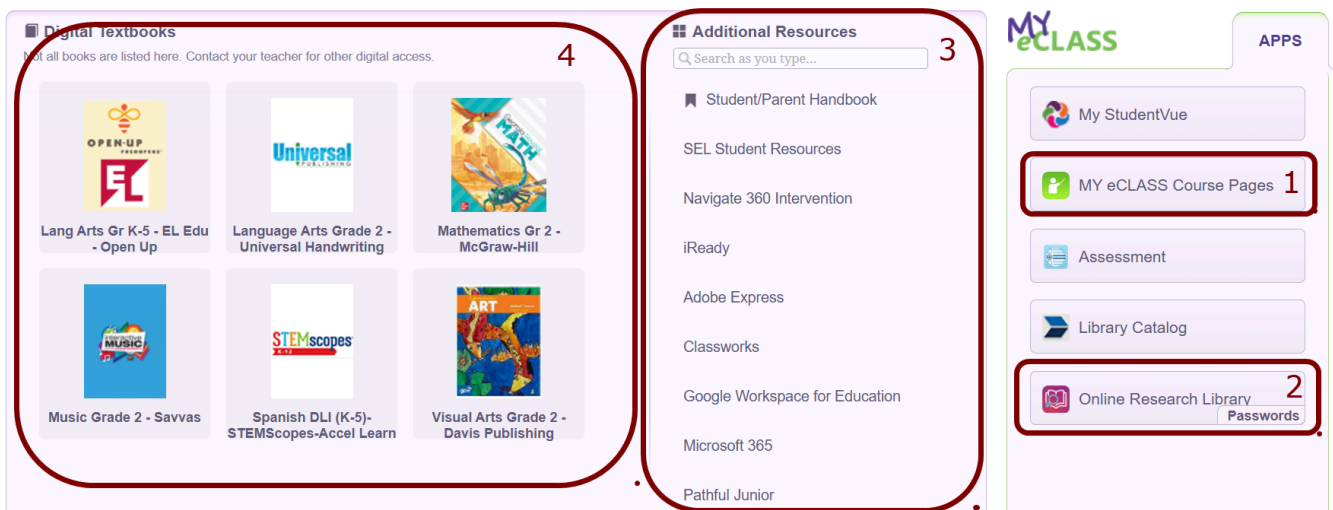 Digital Textbooks
Not all books are listed here. Contact your teacher for other digital access.
4
OPEN-UP
RESOURCES
EL
Lang Arts Gr K-5 - EL Edu
- Open Up
Universal
PUBLISHING
Language Arts Grade 2 -
Universal Handwriting
MATH
Mathematics Gr 2 -
McGraw-Hill
interactive
MUSIC
Music Grade 2 - Savvas
STEMscopes
K-12
Spanish DLI (K-5)-
STEMScopes-Accel Learn
ART
Visual Arts Grade 2 -
Davis Publishing
Additional Resources
3
Search as you type...
Student/Parent Handbook
SEL Student Resources
Navigate 360 Intervention
iReady
Adobe Express
Classworks
Google Workspace for Education
Microsoft 365
Pathful Junior
MY
eCLASS
APPS
My StudentVue
MY eCLASS Course Pages
1
Assessment
Library Catalog
2
Online Research Library
Passwords